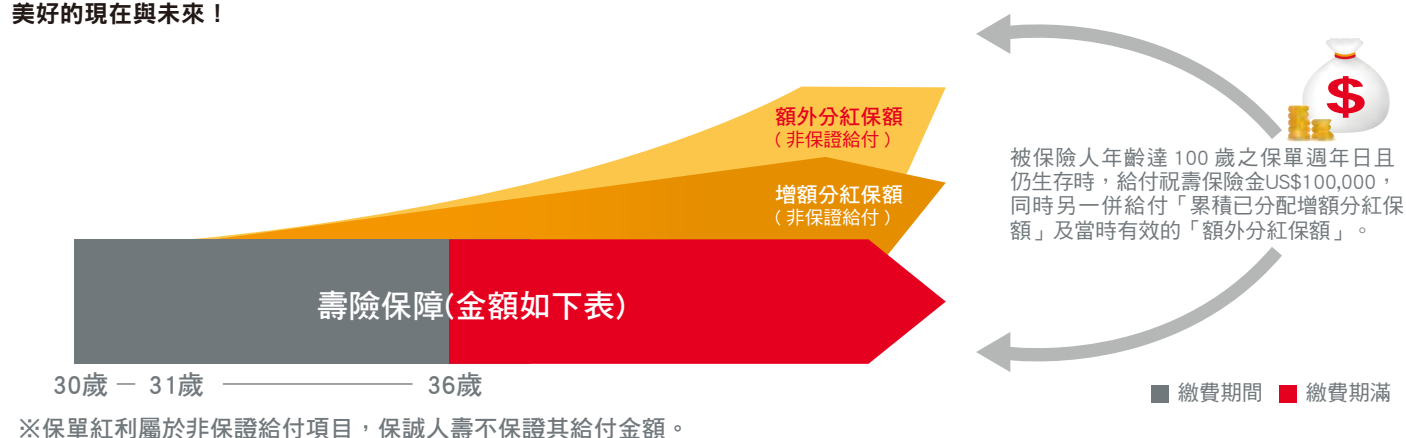 美好的現在與未來！
額外分紅保額
（非保證給付）
增額分紅保額
（非保證給付）
壽險保障(金額如下表)
30歲 — 31歲 ——— 36歲
$
被保險人年齡達 100 歲之保單週年日且
仍生存時，給付祝壽保險金US$100,000，
同時另一併給付「累積已分配增額分紅保
額」及當時有效的「額外分紅保額」。
繳費期間 繳費期滿
※保單紅利屬於非保證給付項目，保誠人壽不保證其給付金額。